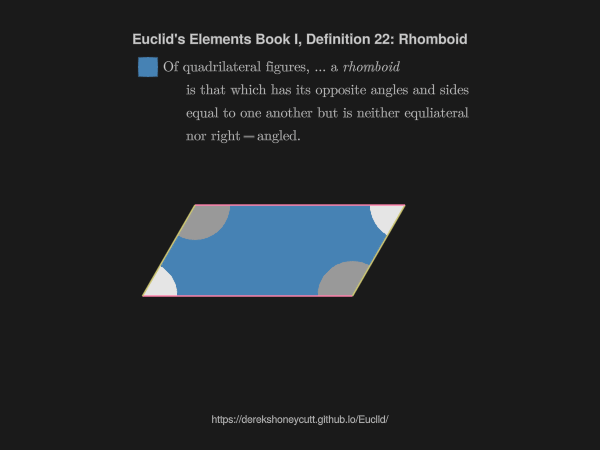 Euclid's Elements Book I, Definition 22: Rhomboid
Of quadrilateral figures, ... a rhomboid
is that which has its opposite angles and sides
equal to one another but is neither equliateral
nor right — angled.
https://derekshoneycutt.github.io/Euclid/